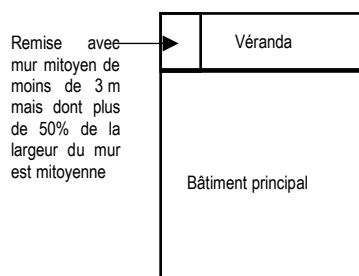 Remise avec
mur mitoyen de
moins de 3 m
mais dont plus
de 50% de la
largeur du mur
est mitoyenne
Véranda
Bâtiment principal